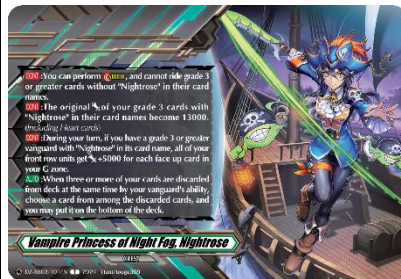 CONT:You can perform G RIDE, and cannot ride grade 3
or greater cards without "Nightrose" in their card
names.
CONT:The original of your grade 3 cards with
"Nightrose" in their card names become 13000.
(Including Heart cards)
CONT:During your turn, if you have a grade 3 or greater
vanguard with "Nightrose" in its card name, all of your
front row units get +5000 for each face up card in
your G zone.
AUTO:When three or more of your cards are discarded
from deck at the same time by your vanguard's ability,
choose a card from among the discarded cards, and
you may put it on the bottom of the deck.
Vampire Princess of Night Fog, Nightrose
CREST